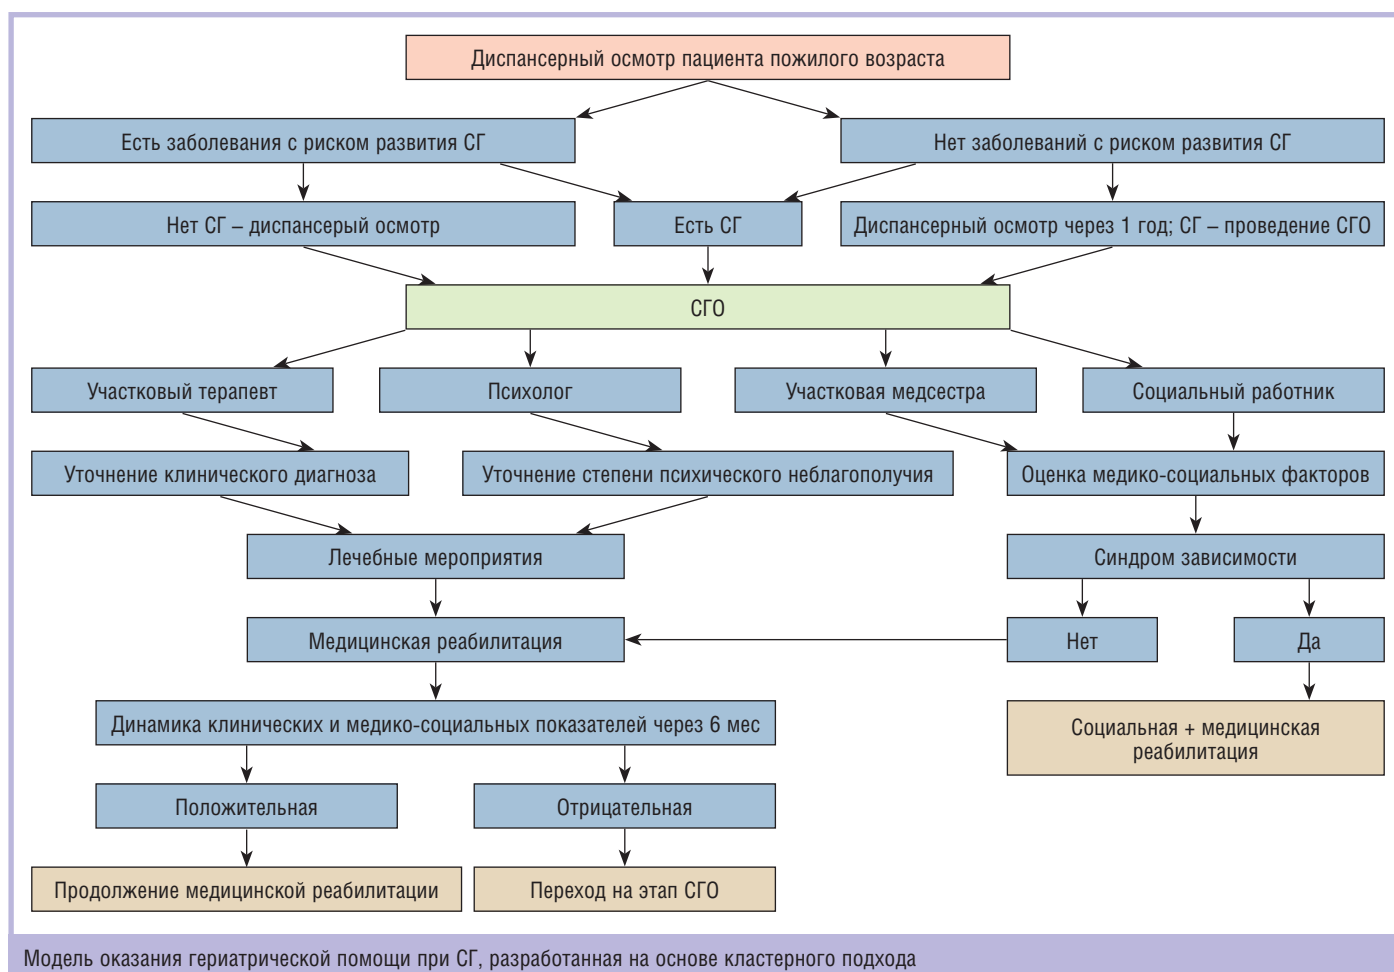 Диспансерный осмотр пациента пожилого возраста
Есть заболевания с риском развития СГ
Нет заболеваний с риском развития СГ
Нет СГ – диспансерый осмотр
Есть СГ
Диспансерный осмотр через 1 год; СГ – проведение СГО
СГО
Участковый терапевт
Психолог
Участковая медсестра
Социальный работник
Уточнение клинического диагноза
Уточнение степени психического неблагополучия
Оценка медико-социальных факторов
Лечебные мероприятия
Синдром зависимости
Медицинская реабилитация
Нет
Да
Динамика клинических и медико-социальных показателей через 6 мес
Социальная + медицинская
реабилитация
Положительная
Отрицательная
Продолжение медицинской реабилитации
Переход на этап СГО
Модель оказания гериатрической помощи при СГ, разработанная на основе кластерного подхода